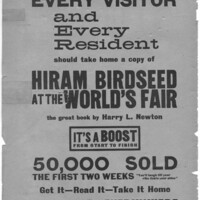 EVERY VISITOR
and
Every
Resident
should take home a copy of
HIRAM BIRDSEED
AT THE WORLD'S FAIR
the great book by Harry L. Newton
IT'S A BOOST
FROM START TO FINISH
50,000 SOLD
THE FIRST TWO WEEKS
Get It—Read It—Take It Home